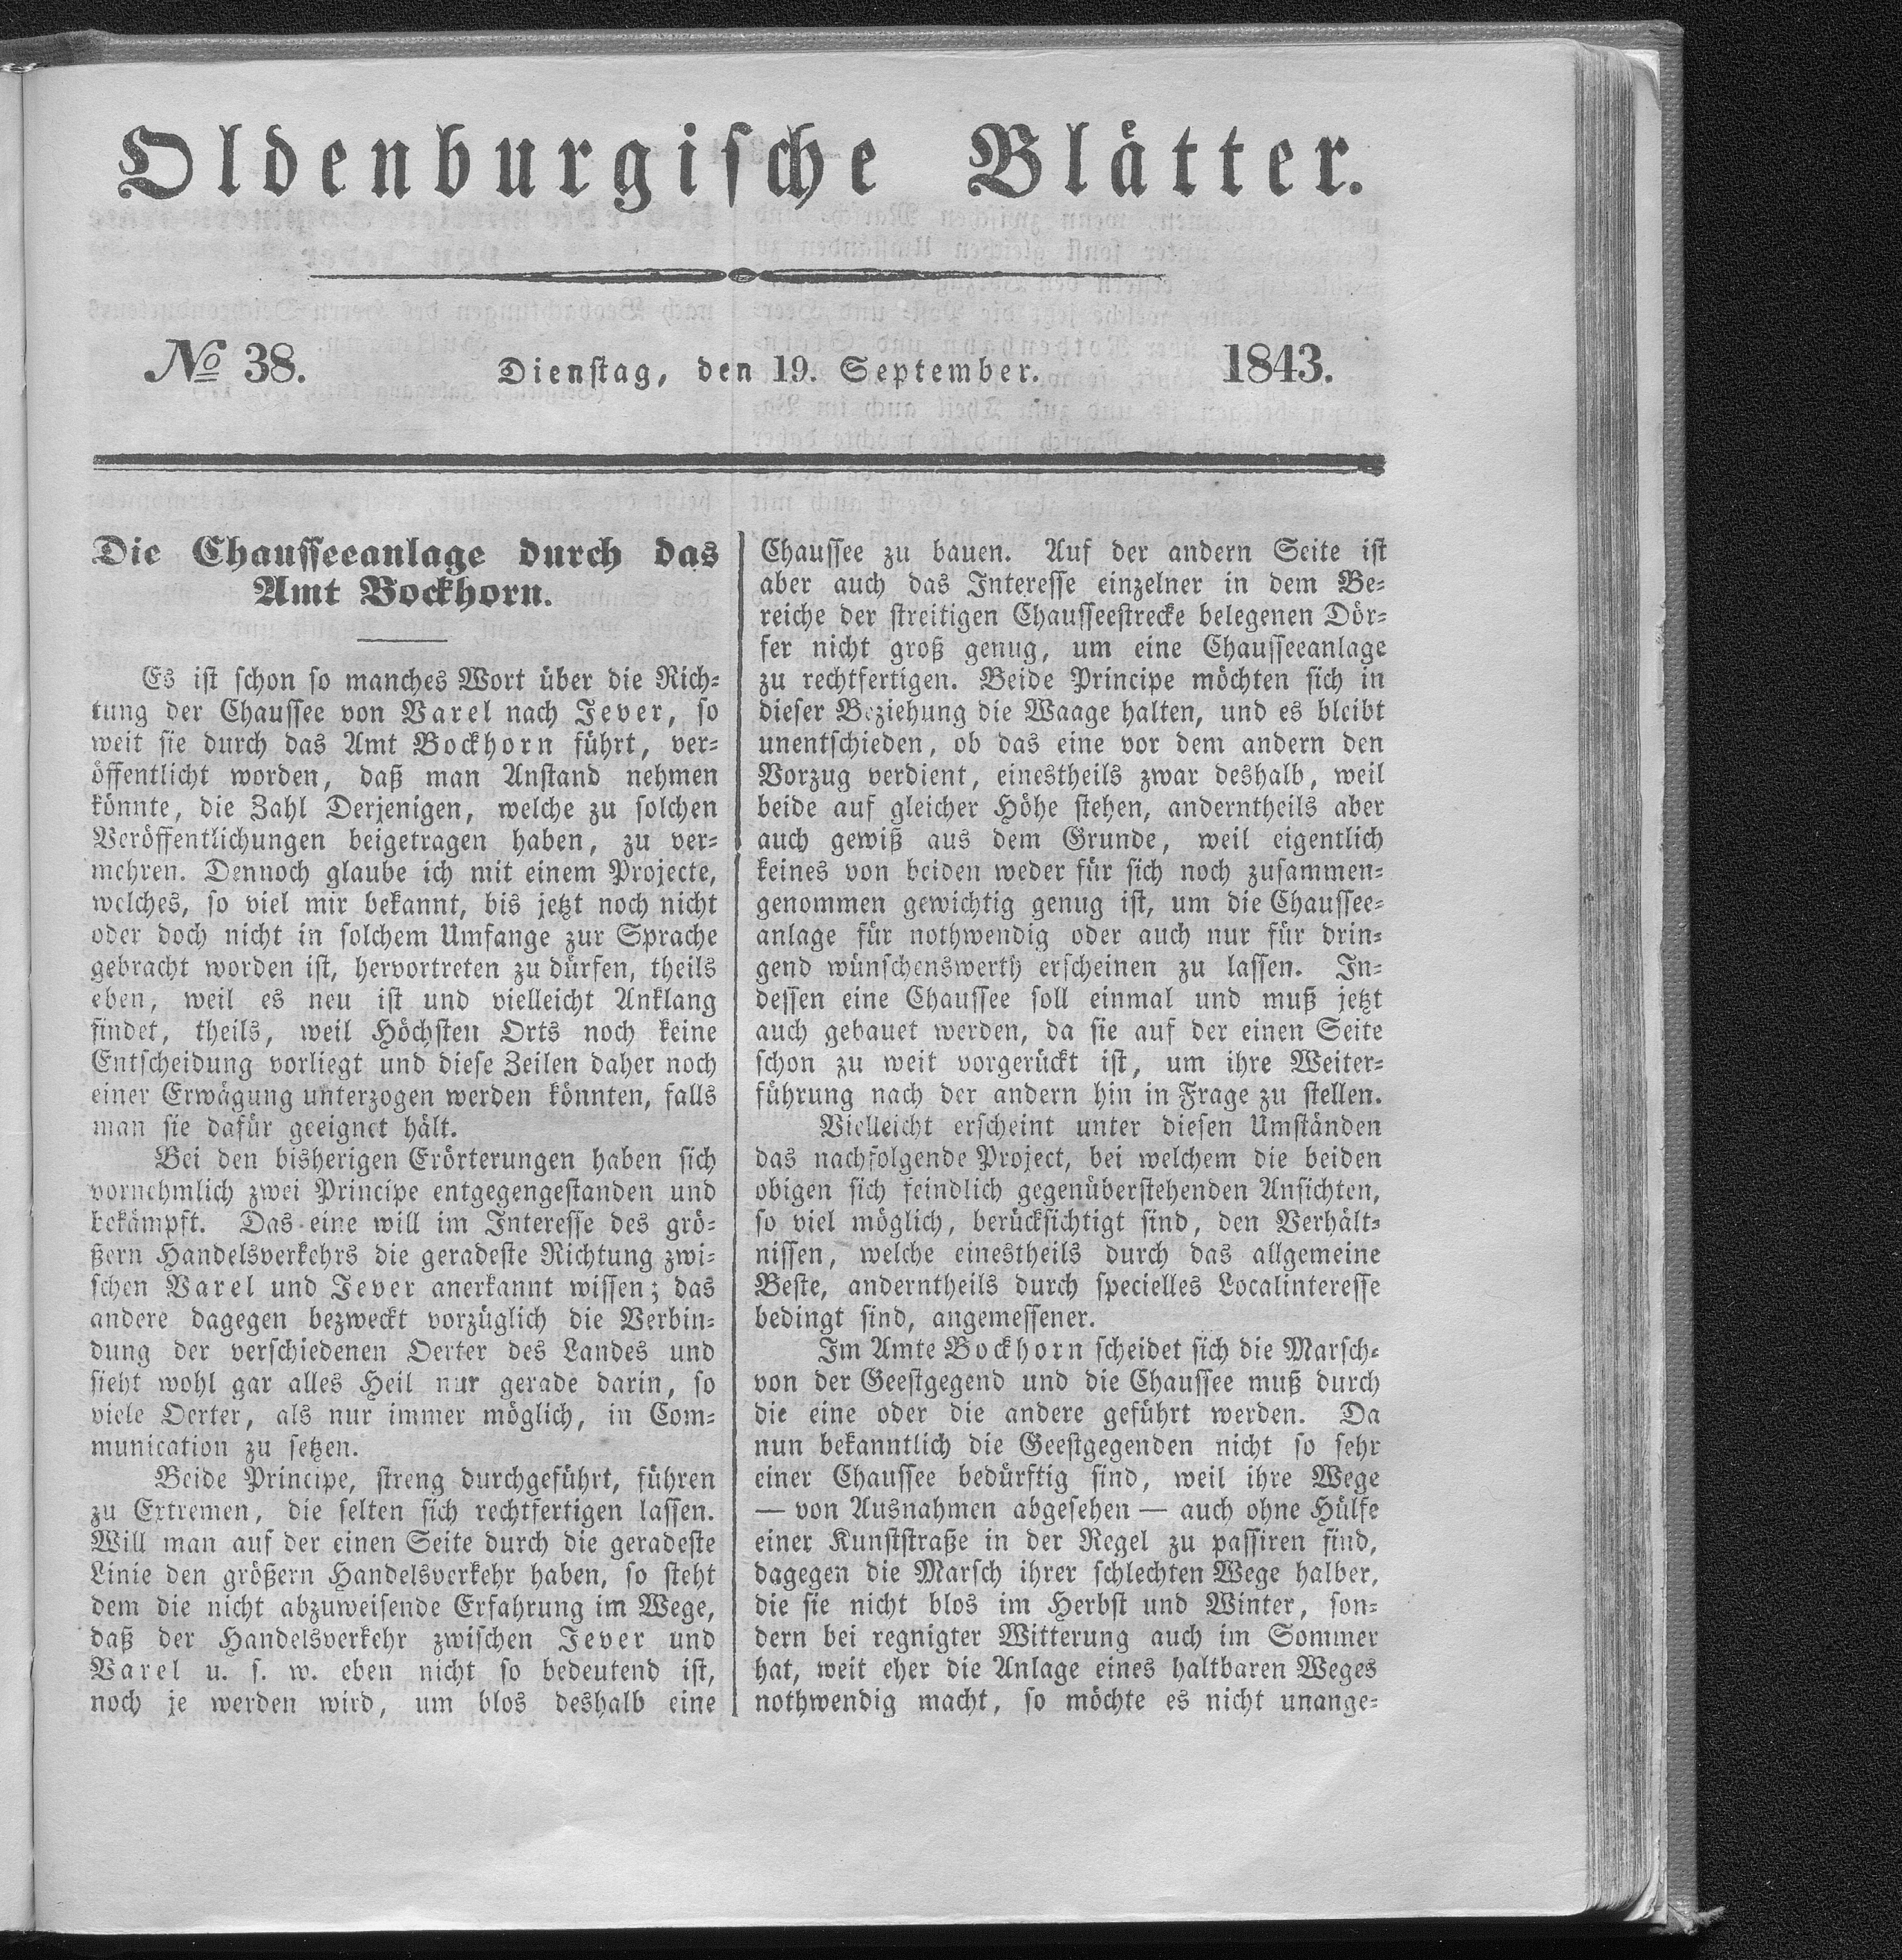 Oldenburgische Blätter.
No 38. Dienstag, den 19. September. 1843.
Die Chausseeanlage durch das
Amt Bockhorn.
Es ist schon so manches Wort über die Rich-
tung der Chaussee von Varel nach Jever, so
weit sie durch das Amt Bockhorn führt, ver-
öffentlicht worden, daß man Anstand nehmen
könnte, die Zahl Derjenigen, welche zu solchen
Veröffentlichungen beigetragen haben, zu ver-
mehren. Dennoch glaube ich mit einem Projecte,
welches, so viel mir bekannt, bis jetzt noch nicht
oder doch nicht in solchem Umfange zur Sprache
gebracht worden ist, hervortreten zu dürfen, theils
eben, weil es neu ist und vielleicht Anklang
findet, theils, weil Höchsten Orts noch keine
Entscheidung vorliegt und diese Zeilen daher noch
einer Erwägung unterzogen werden könnten, falls
man sie dafür geeignet hält.
Bei den bisherigen Erörterungen haben sich
vornehmlich zwei Principe entgegengestanden und
bekämpft. Das eine will im Interesse des grö-
ßern Handelsverkehrs die geradeste Richtung zwi-
schen Varel und Jever anerkannt wissen; das
andere dagegen bezweckt vorzüglich die Verbin-
dung der verschiedenen Oerter des Landes und
sieht wohl gar alles Heil nur gerade darin, so
viele Oerter, als nur immer möglich, in Com-
munication zu setzen.
Beide Principe, streng durchgeführt, führen
zu Extremen, die selten sich rechtfertigen lassen.
Will man auf der einen Seite durch die geradeste
Linie den größern Handelsverkehr haben, so steht
dem die nicht abzuweisende Erfahrung im Wege,
daß der Handelsverkehr zwischen Jever und
Varel u. s. w. eben nicht so bedeutend ist,
noch je werden wird, um blos deshalb eine
Chaussee zu bauen. Auf der andern Seite ist
aber auch das Interesse einzelner in dem Be-
reiche der streitigen Chausseestrecke belegenen Dör-
fer nicht groß genug, um eine Chausseeanlage
zu rechtfertigen. Beide Principe möchten sich in
dieser Beziehung die Waage halten, und es bleibt
unentschieden, ob das eine vor dem andern den
Vorzug verdient, einestheils zwar deshalb, weil
beide auf gleicher Höhe stehen, anderntheils aber
auch gewiß aus dem Grunde, weil eigentlich
keines von beiden weder für sich noch zusammen-
genommen gewichtig genug ist, um die Chaussee-
anlage für nothwendig oder auch nur für drin-
gend wünschenswerth erscheinen zu lassen. In-
dessen eine Chaussee soll einmal und muß jetzt
auch gebauet werden, da sie auf der einen Seite
schon zu weit vorgerückt ist, um ihre Weiter-
führung nach der andern hin in Frage zu stellen.
Vielleicht erscheint unter diesen Umständen
das nachfolgende Project, bei welchem die beiden
obigen sich feindlich gegenüberstehenden Ansichten,
so viel möglich, berücksichtigt sind, den Verhält-
nissen, welche einestheils durch das allgemeine
Beste, anderntheils durch specielles Localinteresse
bedingt sind, angemessener.
Im Amte Bockhorn scheidet sich die Marsch-
von der Geestgegend und die Chaussee muß durch
die eine oder die andere geführt werden. Da
nun bekanntlich die Geestgegenden nicht so sehr
einer Chaussee bedürftig sind, weil ihre Wege
— von Ausnahmen abgesehen — auch ohne Hülfe
einer Kunststraße in der Regel zu passiren sind,
dagegen die Marsch ihrer schlechten Wege halber,
die sie nicht blos im Herbst und Winter, son-
dern bei regnigter Witterung auch im Sommer
hat, weit eher die Anlage eines haltbaren Weges
nothwendig macht, so möchte es nicht unange-